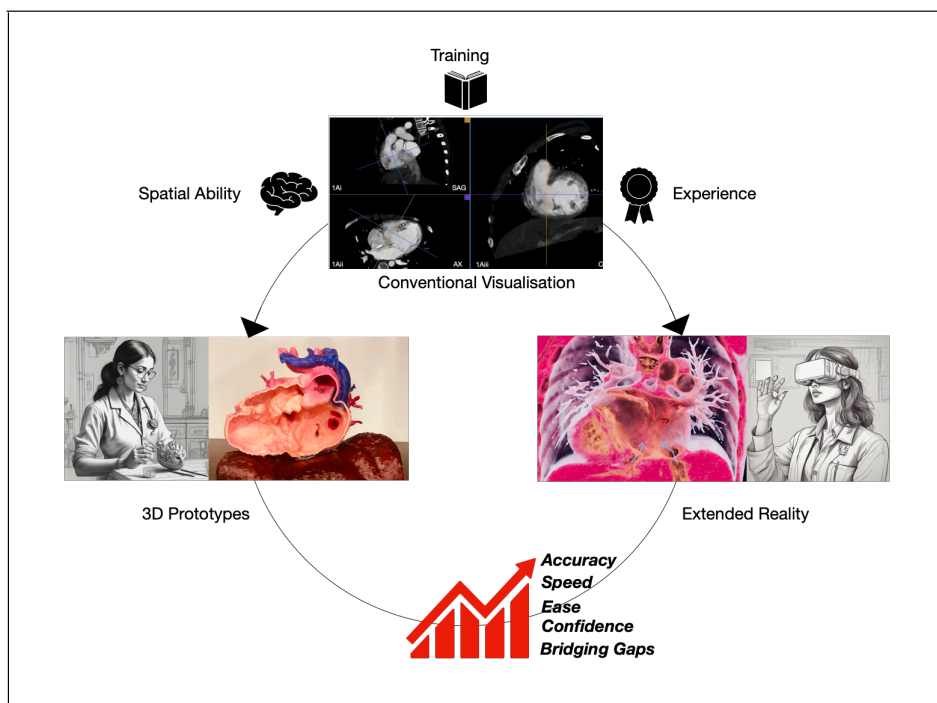 Training
Spatial Ability
Experience
1Ai
SAG
1Aii
AX
1Aiii
C
Conventional Visualisation
3D Prototypes
Extended Reality
Accuracy
Speed
Ease
Confidence
Bridging Gaps